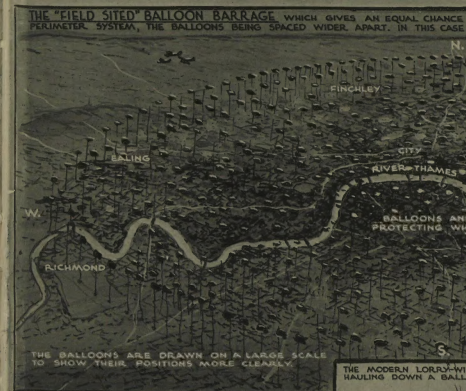 THE "FIELD SITED" BALLOON BARRAGE WHICH GIVES AN EQUAL CHANCE
PERIMETER SYSTEM, THE BALLOONS BEING SPACED WIDER APART. IN THIS CASE
N.
FINCHLEY
CITY
EALING
RIVER THAMES
W.
BALLOONS AN
PROTECTING WI
RICHMOND
S.
THE BALLOONS ARE DRAWN ON A LARGE SCALE
TO SHOW THEIR POSITIONS MORE CLEARLY.
THE MODERN LORRY-WI
HAULING DOWN A BALL